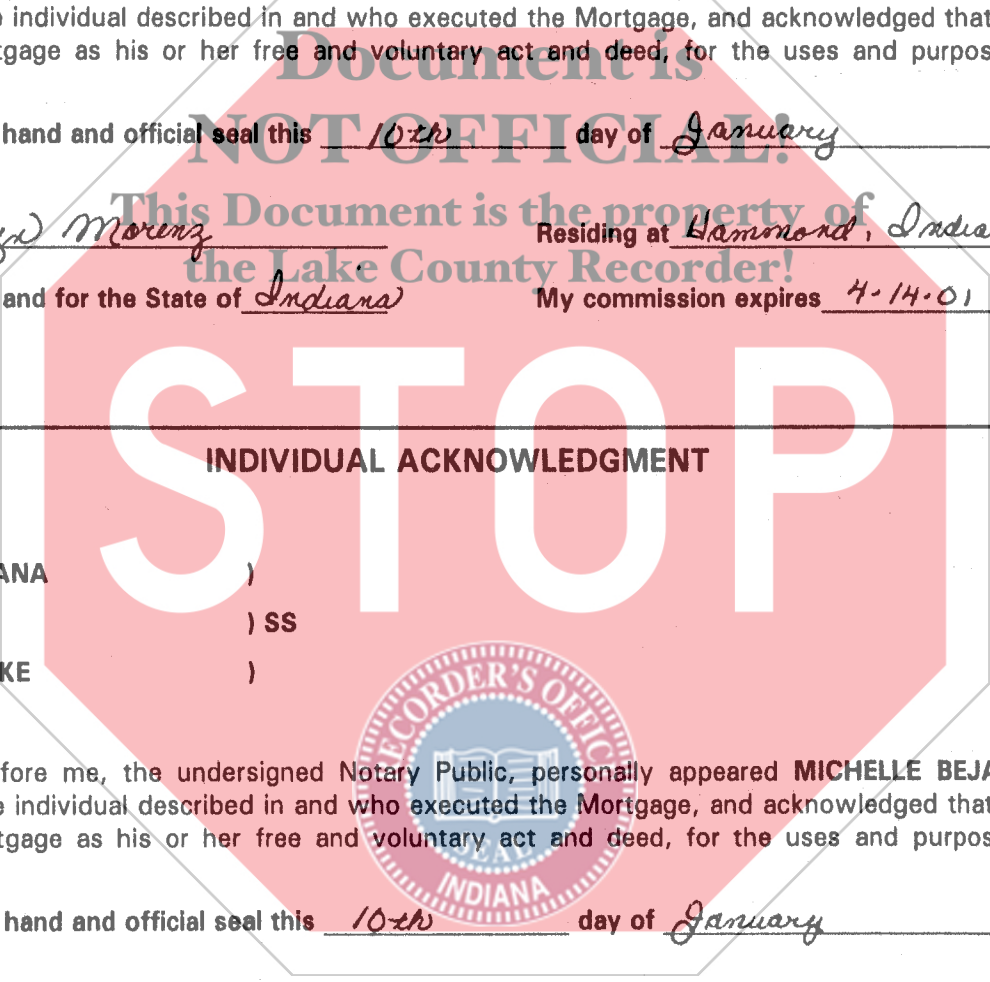 individual described in and who executed the Mortgage, and acknowledged that
tgage as his or her free and voluntary act and deed, for the uses and purpos
Document is
hand and official seal this 10th day of January
NOT OFFICIAL!
This Document is the property of
Morenz Residing at Hammond, India
the Lake County Recorder!
and for the State of Indiana My commission expires 4-14-01
STOP
INDIVIDUAL ACKNOWLEDGMENT
ANA )
) SS
KE )
RECORDER'S OFFICE
fore me, the undersigned Notary Public, personally appeared MICHELLE BEJA
e individual described in and who executed the Mortgage, and acknowledged that
tgage as his or her free and voluntary act and deed, for the uses and purpos
SEAL
INDIANA
hand and official seal this 10th day of January